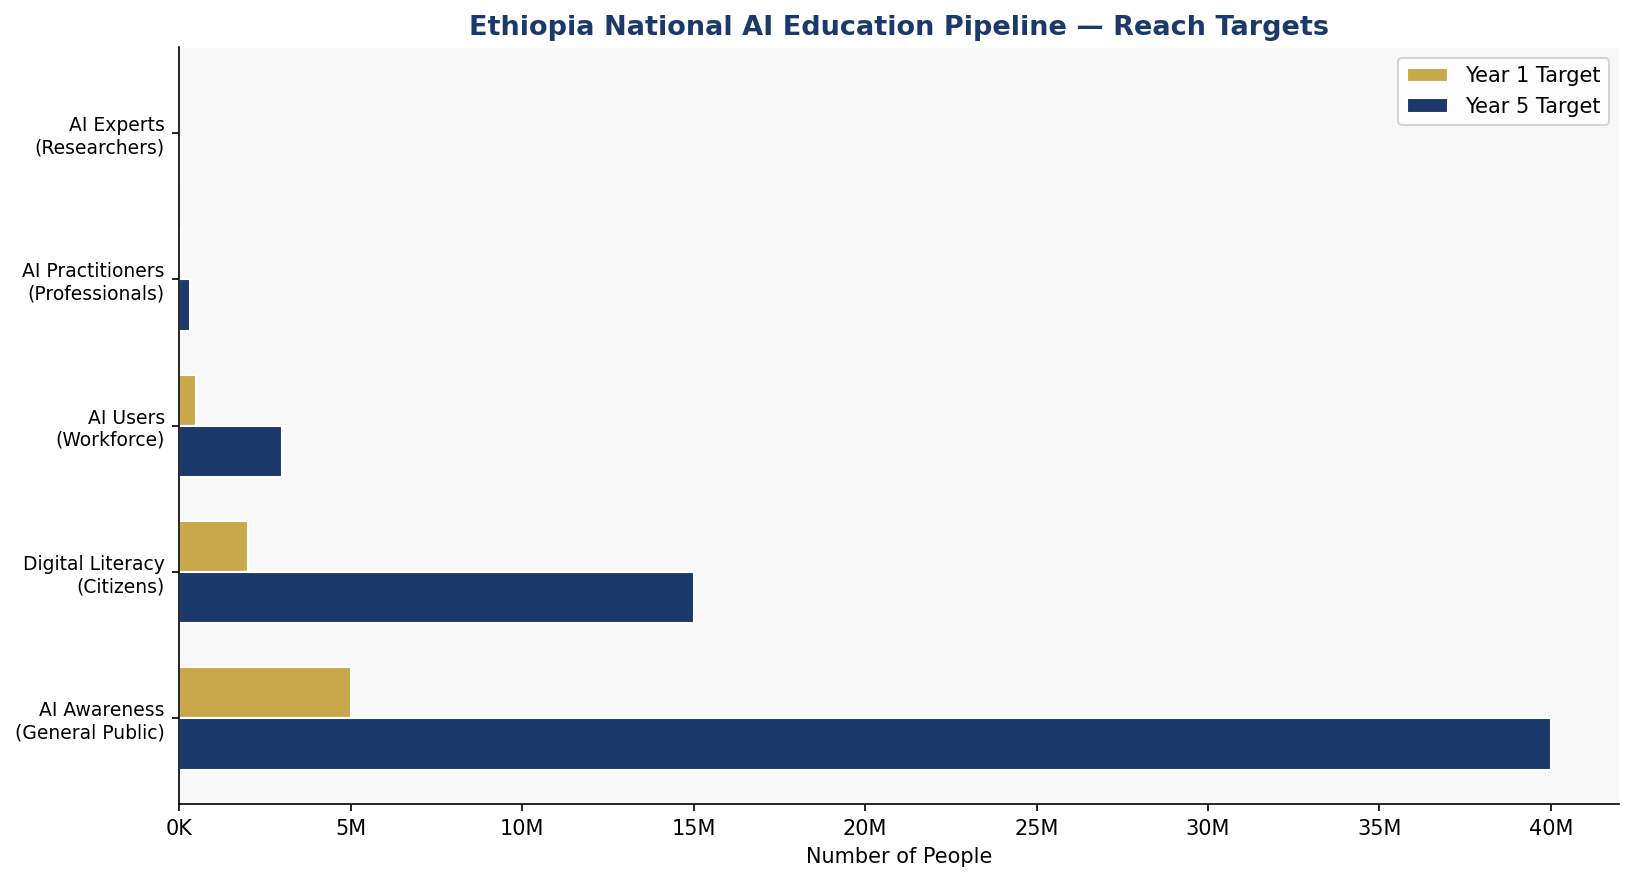 Ethiopia National AI Education Pipeline — Reach Targets
Year 1 Target
Year 5 Target
AI Experts
(Researchers)
AI Practitioners
(Professionals)
AI Users
(Workforce)
Digital Literacy
(Citizens)
AI Awareness
(General Public)
0K 5M 10M 15M 20M 25M 30M 35M 40M
Number of People